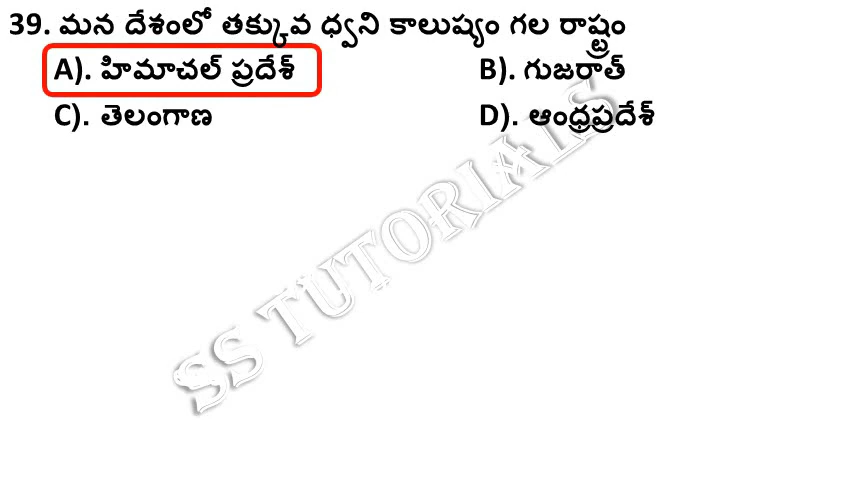 39. మన దేశంలో తక్కువ ధ్వని కాలుష్యం గల రాష్ట్రం
A). హిమాచల్ ప్రదేశ్ B). గుజరాత్
C). తెలంగాణ D). ఆంధ్రప్రదేశ్
SS TUTORIALS